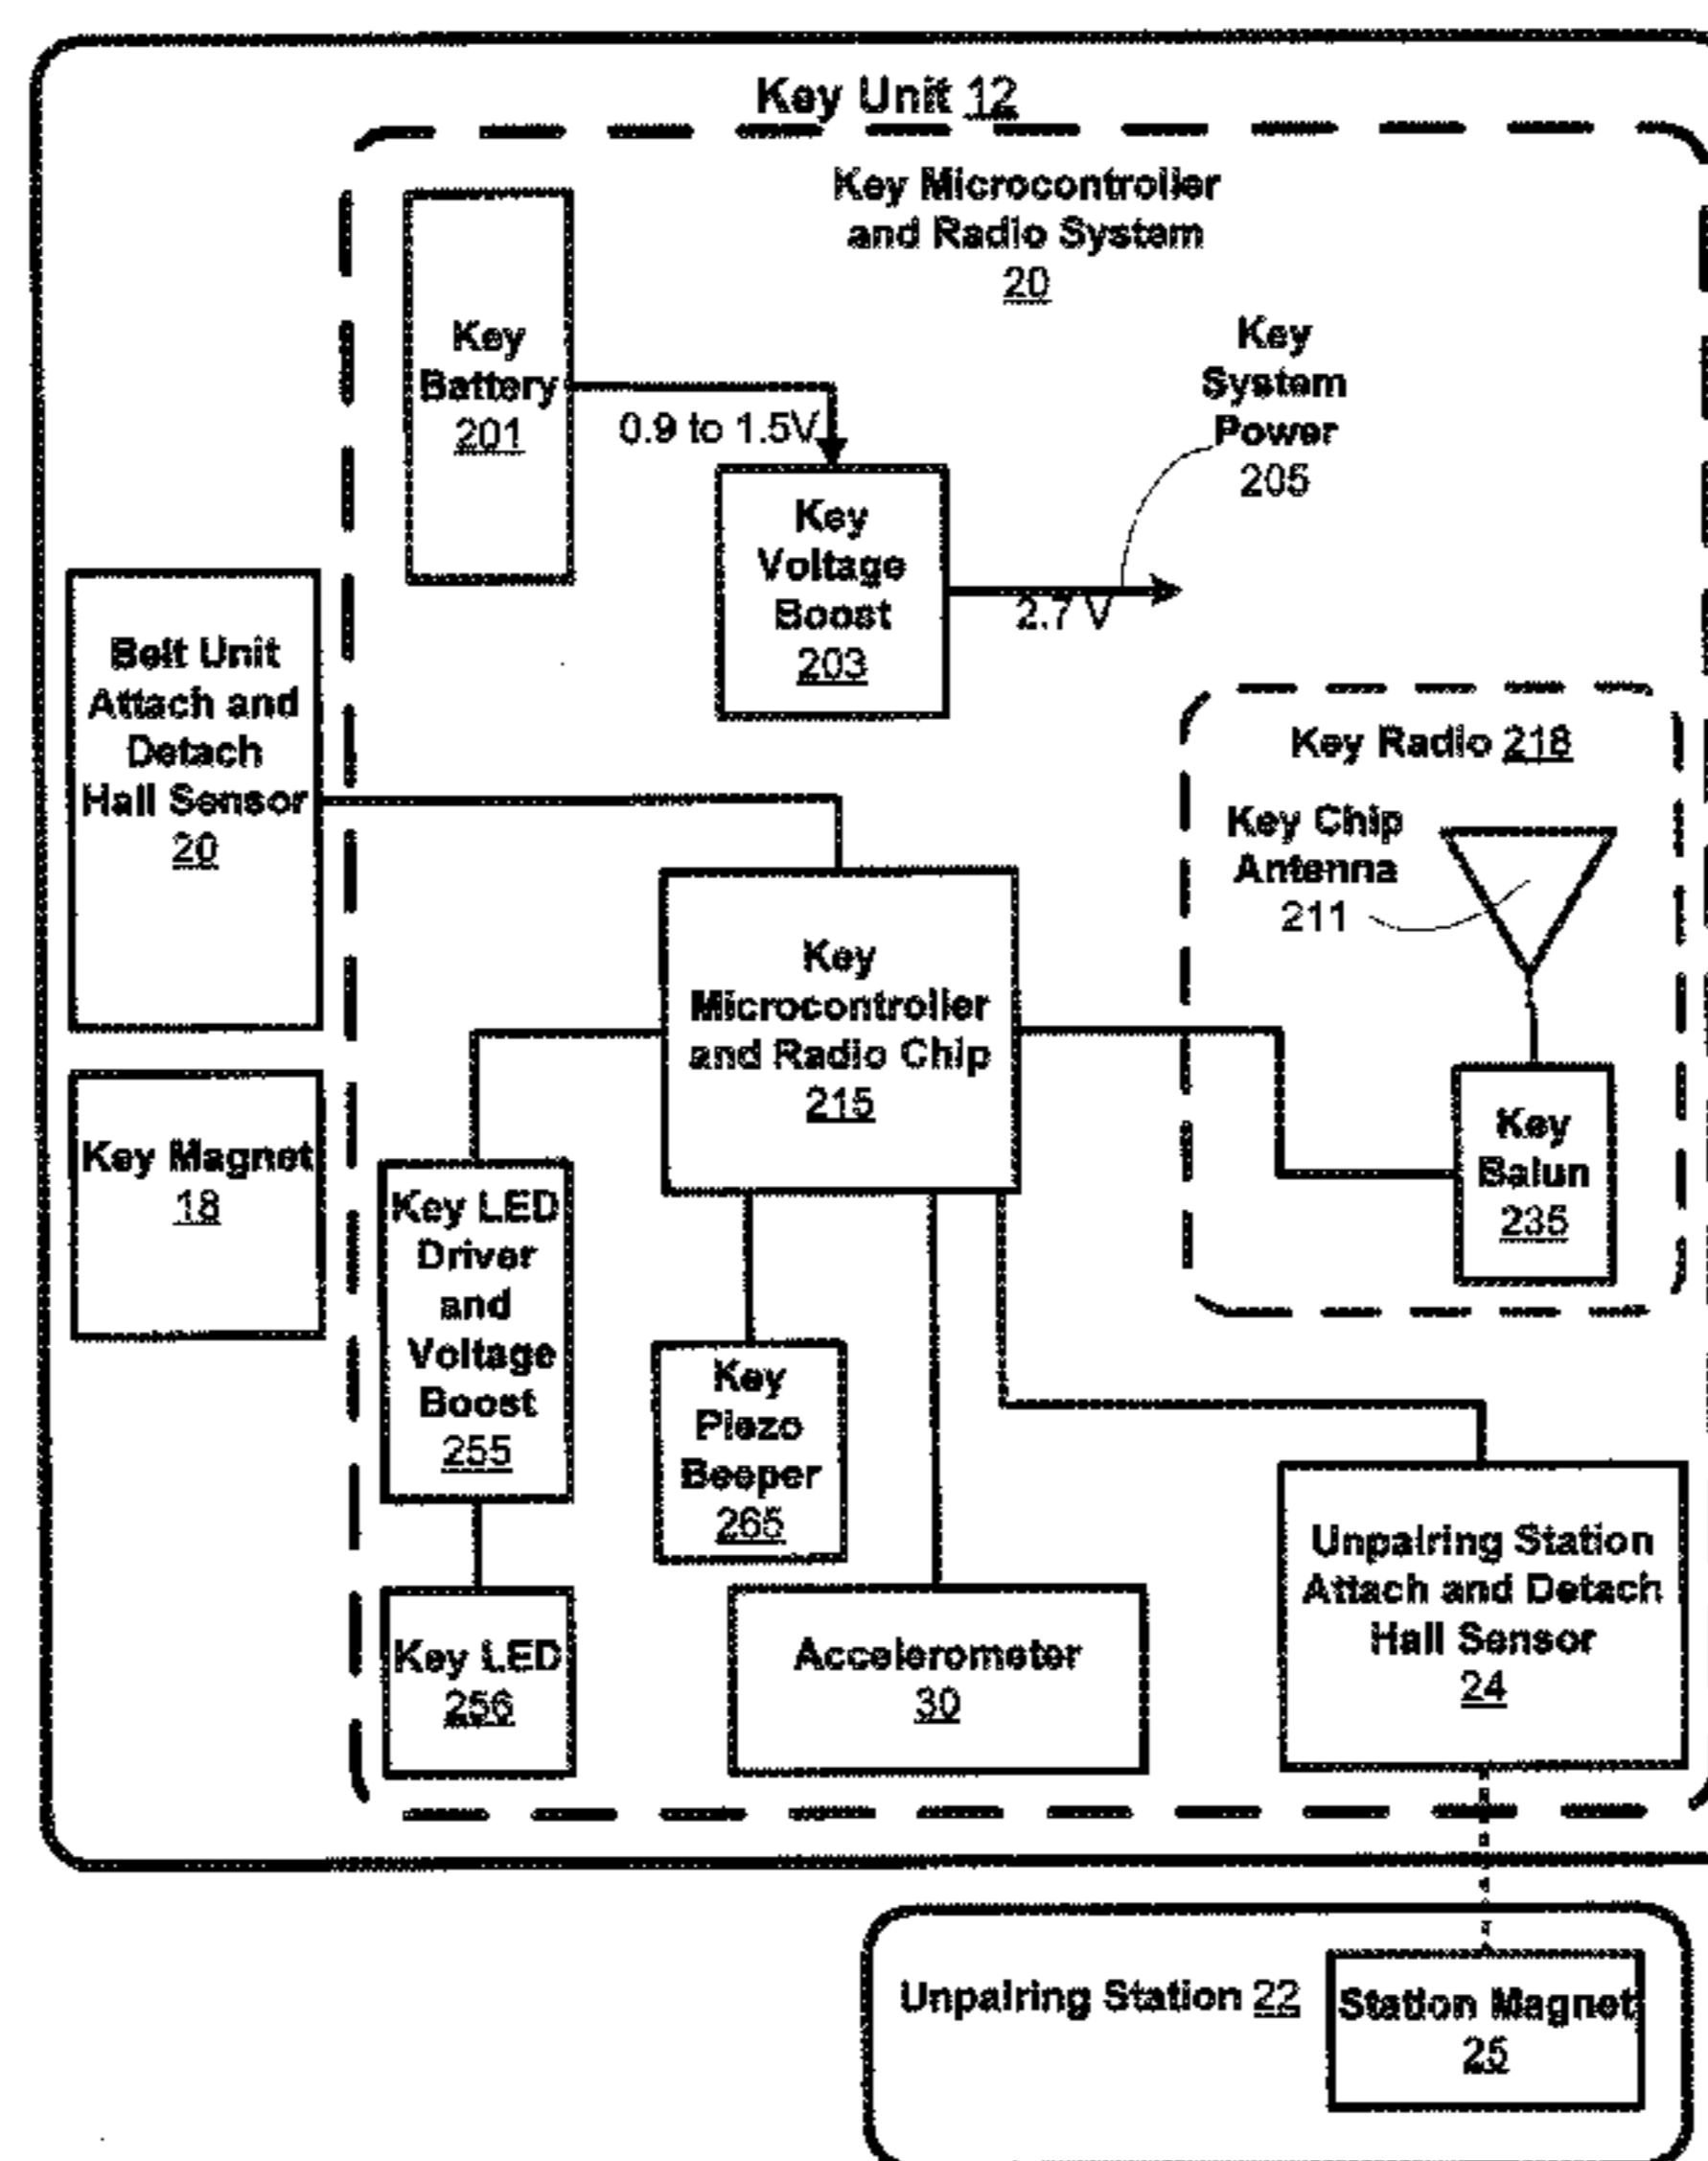 Key Unit 12
Key Microcontroller
and Radio System
20
Key
Battery
201
0.9 to 1.5V
Key
System
Power
205
Key
Voltage
Boost
203
2.7 V
Belt Unit
Attach and
Detach
Hall Sensor
20
Key Radio 218
Key Chip
Antenna
211
Key
Microcontroller
and Radio Chip
215
Key Magnet
18
Key
Balun
235
Key LED
Driver
and
Voltage
Boost
255
Key
Piezo
Beeper
265
Unpairing Station
Attach and Detach
Hall Sensor
24
Key LED
256
Accelerometer
30
Unpairing Station 22
Station Magnet
25